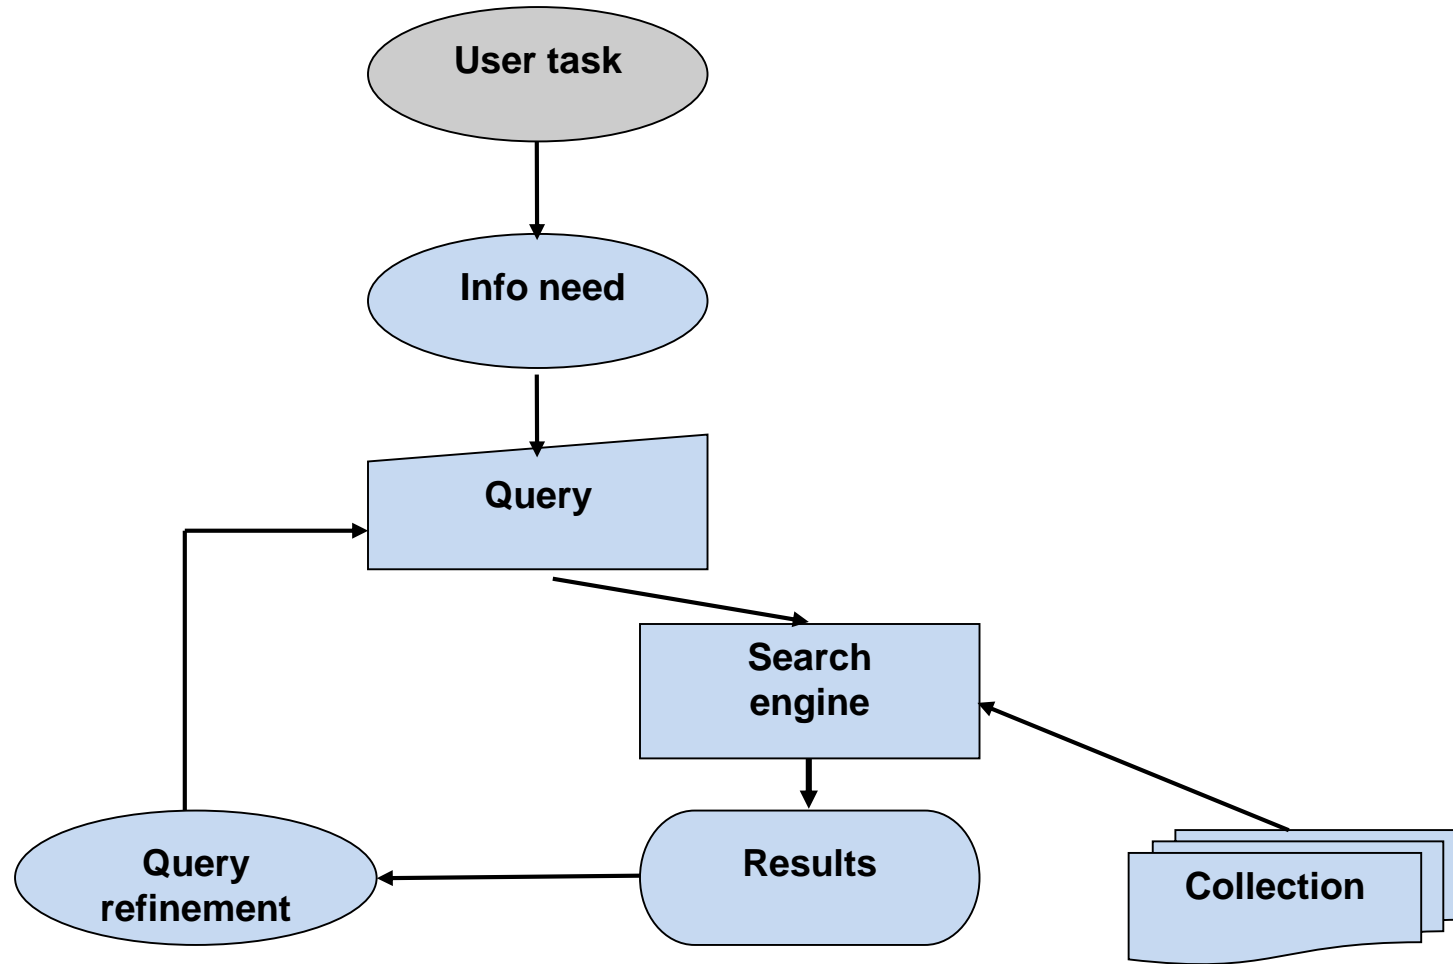 User task
Info need
Query
Search
engine
Results
Query
refinement
Collection